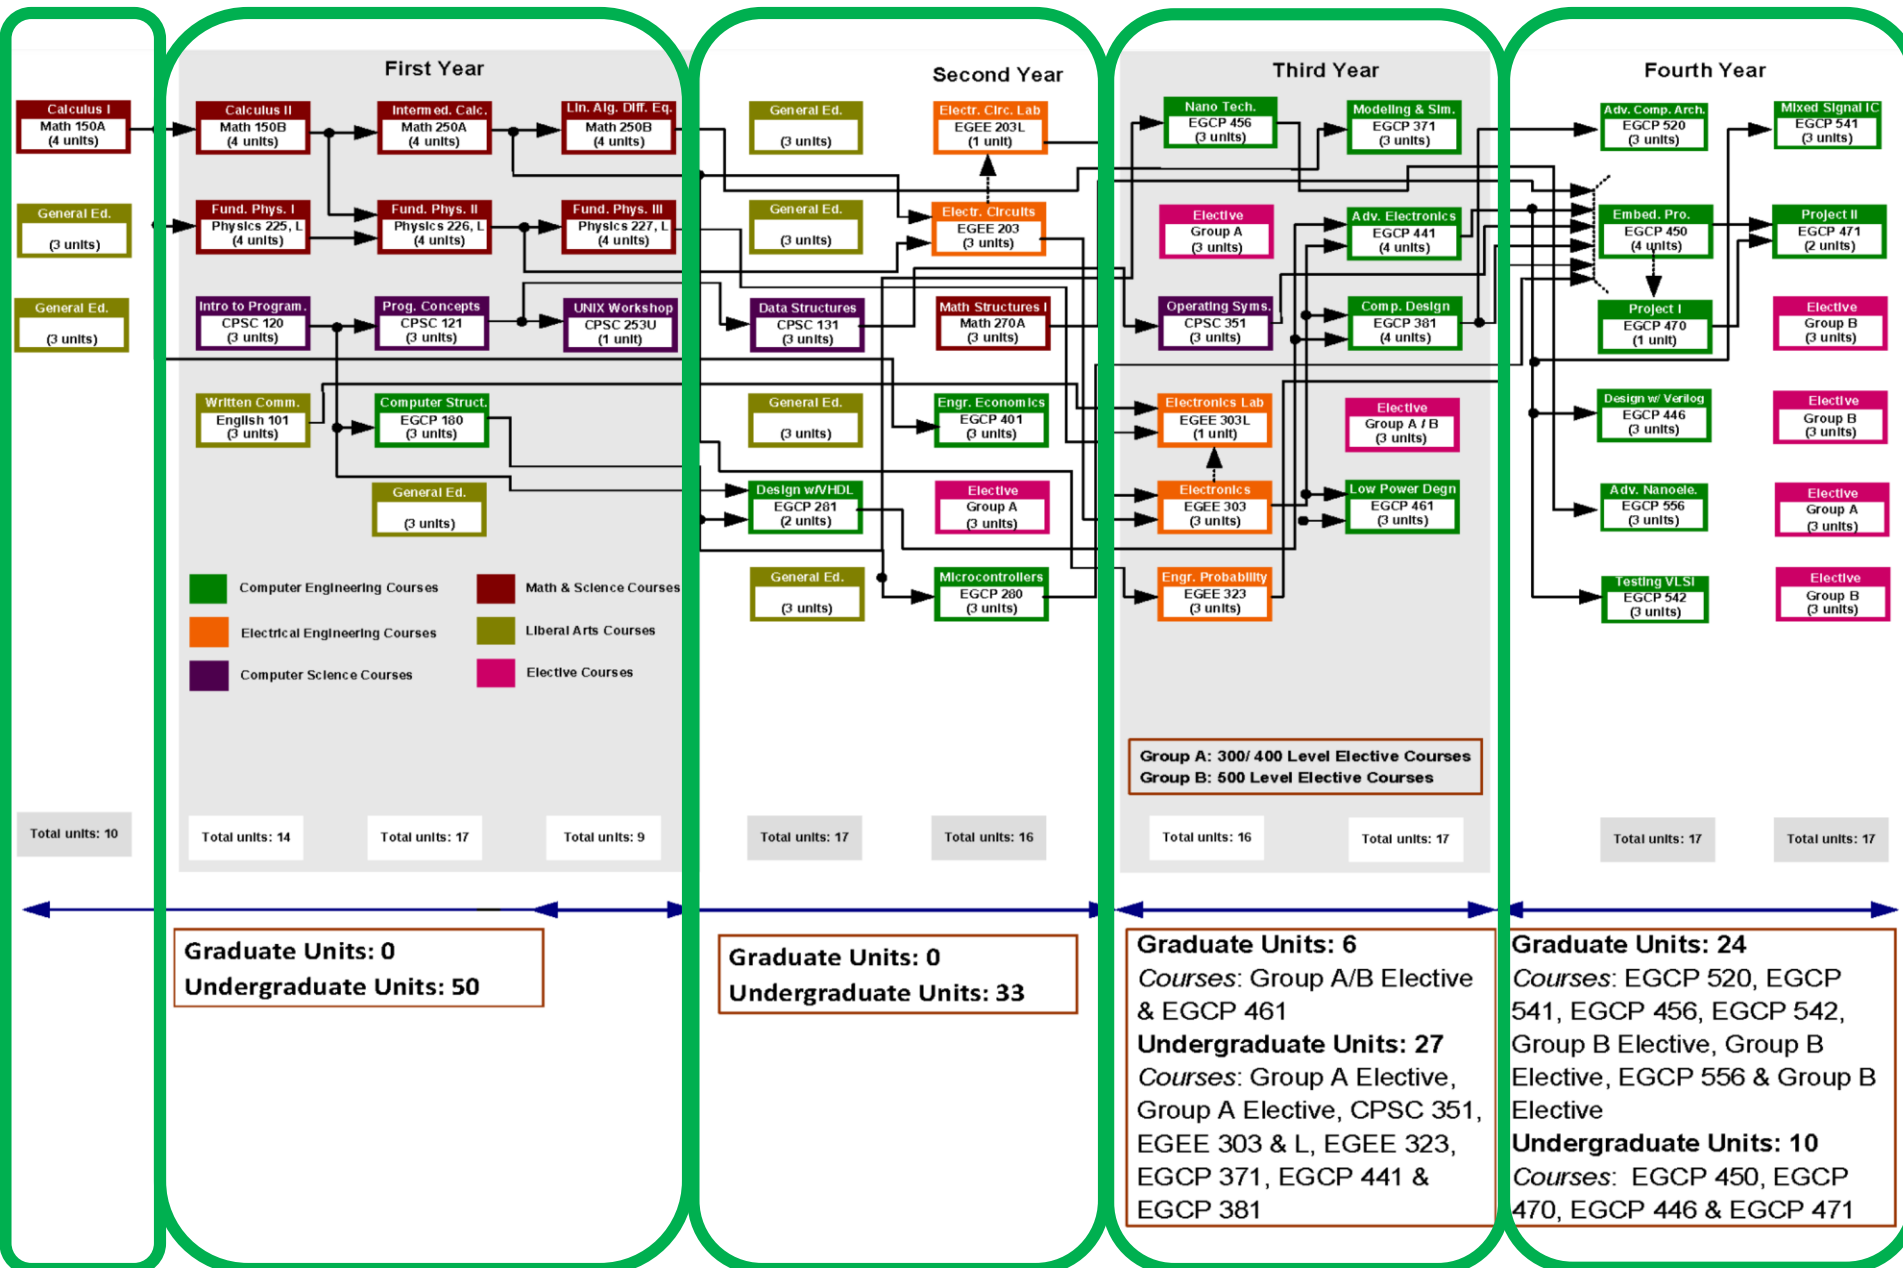 First Year
Second Year
Third Year
Fourth Year
Calculus I
Math 150A
(4 units)
General Ed.
(3 units)
General Ed.
(3 units)
Total units: 10
Calculus II
Math 150B
(4 units)
Fund. Phys. I
Physics 225, L
(4 units)
Intro to Program.
CPSC 120
(3 units)
Written Comm.
English 101
(3 units)
Total units: 14
Intermed. Calc.
Math 250A
(4 units)
Fund. Phys. II
Physics 226, L
(4 units)
Prog. Concepts
CPSC 121
(3 units)
Computer Struct.
EGCP 180
(3 units)
General Ed.
(3 units)
Total units: 17
Lin. Alg. Diff. Eq.
Math 250B
(4 units)
Fund. Phys. III
Physics 227, L
(4 units)
UNIX Workshop
CPSC 253U
(1 unit)
Total units: 9
Computer Engineering Courses
Electrical Engineering Courses
Computer Science Courses
Math & Science Courses
Liberal Arts Courses
Elective Courses
General Ed.
(3 units)
General Ed.
(3 units)
Data Structures
CPSC 131
(3 units)
General Ed.
(3 units)
Design w/VHDL
EGCP 281
(2 units)
General Ed.
(3 units)
Total units: 17
Electr. Circ. Lab
EGEE 203L
(1 unit)
Electr. Circuits
EGEE 203
(3 units)
Math Structures I
Math 270A
(3 units)
Engr. Economics
EGCP 401
(3 units)
Elective
Group A
(3 units)
Microcontrollers
EGCP 280
(3 units)
Total units: 16
Nano Tech.
EGCP 456
(3 units)
Elective
Group A
(3 units)
Operating Syms.
CPSC 351
(3 units)
Electronics Lab
EGEE 303L
(1 unit)
Electronics
EGEE 303
(3 units)
Engr. Probability
EGEE 323
(3 units)
Total units: 16
Modeling & Sim.
EGCP 371
(3 units)
Adv. Electronics
EGCP 441
(4 units)
Comp. Design
EGCP 381
(4 units)
Elective
Group A / B
(3 units)
Low Power Degn
EGCP 461
(3 units)
Group A: 300/ 400 Level Elective Courses
Group B: 500 Level Elective Courses
Total units: 17
Adv. Comp. Arch.
EGCP 520
(3 units)
Embed. Pro.
EGCP 450
(4 units)
Project I
EGCP 470
(1 unit)
Design w/ Verilog
EGCP 446
(3 units)
Adv. Nanoele.
EGCP 556
(3 units)
Testing VLSI
EGCP 542
(3 units)
Total units: 17
Mixed Signal IC
EGCP 541
(3 units)
Project II
EGCP 471
(2 units)
Elective
Group B
(3 units)
Elective
Group B
(3 units)
Elective
Group A
(3 units)
Elective
Group B
(3 units)
Total units: 17
Graduate Units: 0
Undergraduate Units: 50
Graduate Units: 0
Undergraduate Units: 33
Graduate Units: 6
Courses: Group A/B Elective
& EGCP 461
Undergraduate Units: 27
Courses: Group A Elective,
Group A Elective, CPSC 351,
EGEE 303 & L, EGEE 323,
EGCP 371, EGCP 441 &
EGCP 381
Graduate Units: 24
Courses: EGCP 520, EGCP
541, EGCP 456, EGCP 542,
Group B Elective, Group B
Elective, EGCP 556 & Group B
Elective
Undergraduate Units: 10
Courses: EGCP 450, EGCP
470, EGCP 446 & EGCP 471